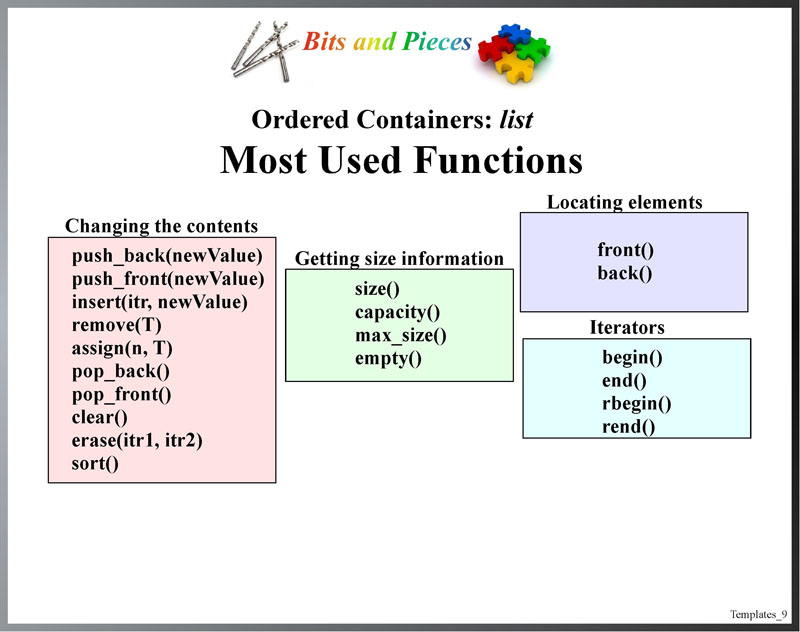 Bits and Pieces
Ordered Containers: list
Most Used Functions
Changing the contents
push_back(newValue)
push_front(newValue)
insert(itr, newValue)
remove(T)
assign(n, T)
pop_back()
pop_front()
clear()
erase(itr1, itr2)
sort()
Getting size information
size()
capacity()
max_size()
empty()
Locating elements
front()
back()
Iterators
begin()
end()
rbegin()
rend()
Templates_9